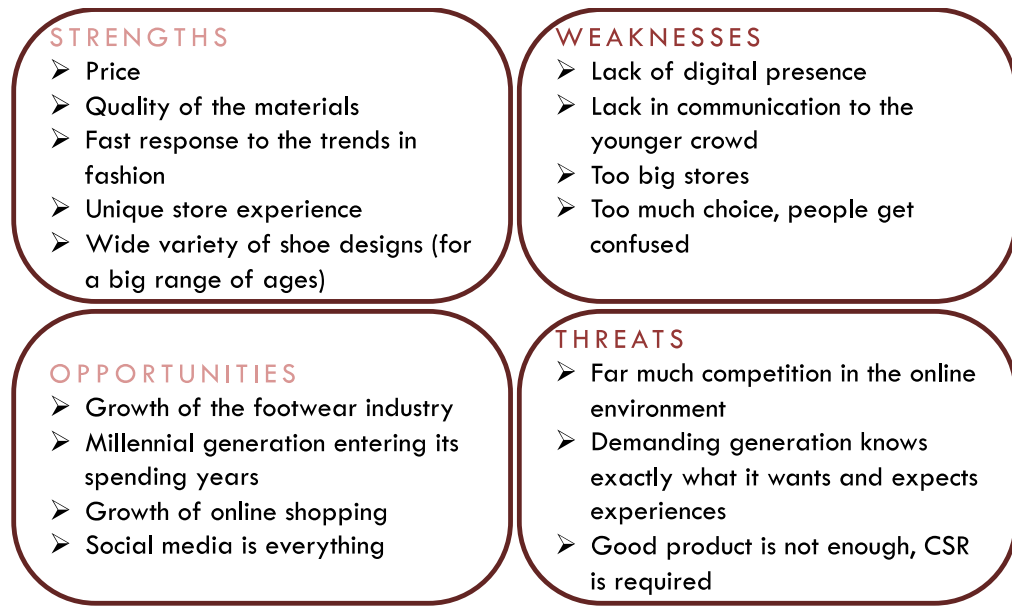 STRENGTHS
➢ Price
➢ Quality of the materials
➢ Fast response to the trends in
fashion
➢ Unique store experience
➢ Wide variety of shoe designs (for
a big range of ages)
WEAKNESSES
➢ Lack of digital presence
➢ Lack in communication to the
younger crowd
➢ Too big stores
➢ Too much choice, people get
confused
OPPORTUNITIES
➢ Growth of the footwear industry
➢ Millennial generation entering its
spending years
➢ Growth of online shopping
➢ Social media is everything
THREATS
➢ Far much competition in the online
environment
➢ Demanding generation knows
exactly what it wants and expects
experiences
➢ Good product is not enough, CSR
is required